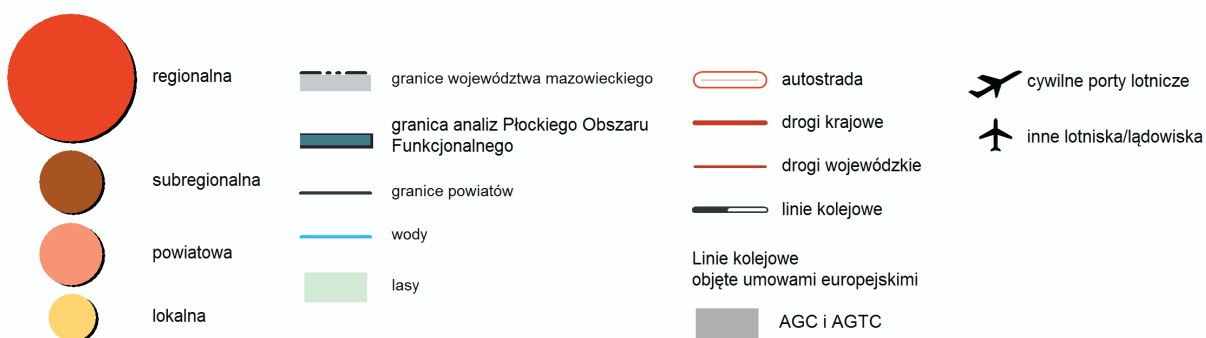 regionalna
subregionalna
powiatowa
lokalna
granice województwa mazowieckiego
granica analiz Płockiego Obszaru
Funkcjonalnego
granice powiatów
wody
lasy
autostrada
drogi krajowe
drogi wojewódzkie
linie kolejowe
Linie kolejowe
objęte umowami europejskimi
AGC i AGTC
cywilne porty lotnicze
inne lotniska/lądowiska